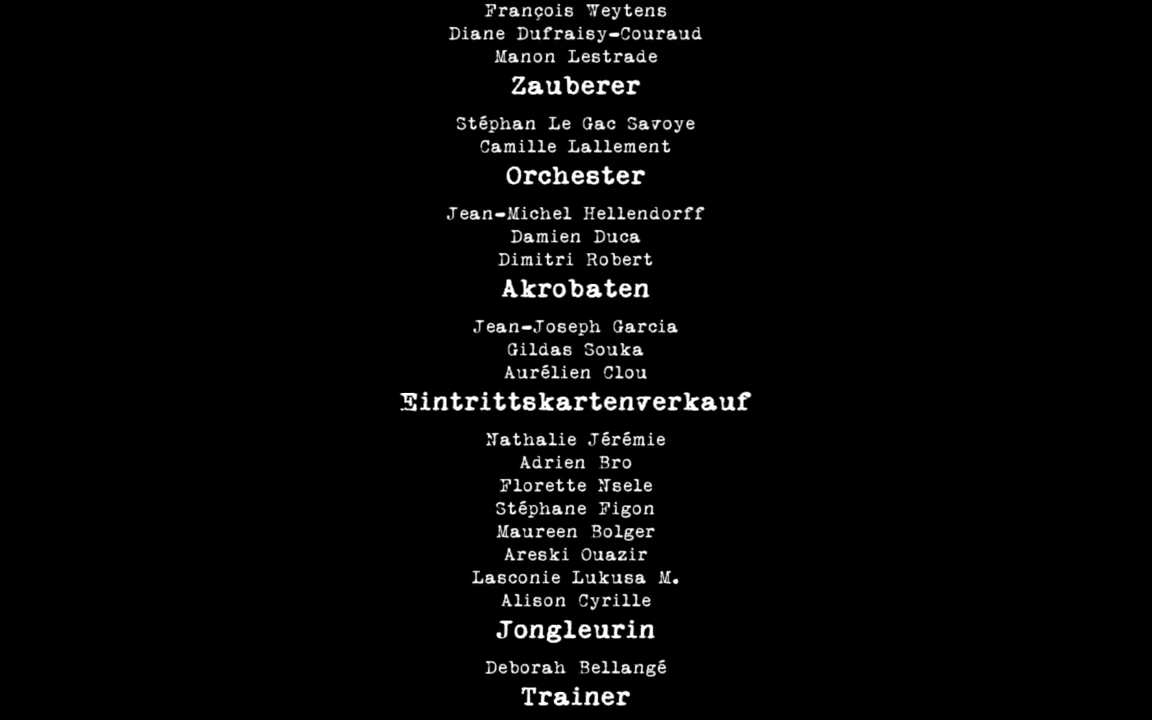 François Weytens
Diane Dufraisy-Couraud
Manon Lestrade
Zauberer
Stéphan Le Gac Savoye
Camille Lallement
Orchester
Jean-Michel Hellendorff
Damien Duca
Dimitri Robert
Akrobaten
Jean-Joseph Garcia
Gildas Souka
Aurélien Clou
Eintrittskartenverkauf
Nathalie Jérémie
Adrien Bro
Florette Nsele
Stéphane Figon
Maureen Bolger
Areski Ouazir
Lasconie Lukusa M.
Alison Cyrille
Jongleurin
Deborah Bellangé
Trainer